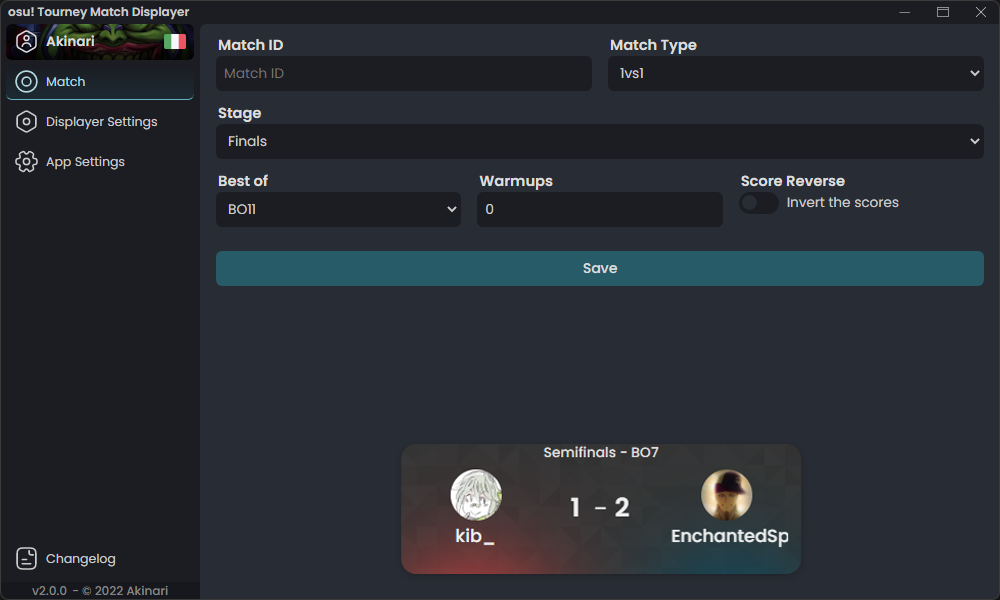 osu! Tourney Match Displayer
Akinari
Match
Displayer Settings
App Settings
Changelog
v2.0.0 - © 2022 Akinari
Match ID
Match ID
Match Type
1vs1
Stage
Finals
Best of
BO11
Warmups
0
Score Reverse
Invert the scores
Save
Semifinals - BO7
1 - 2
kib_
EnchantedSp